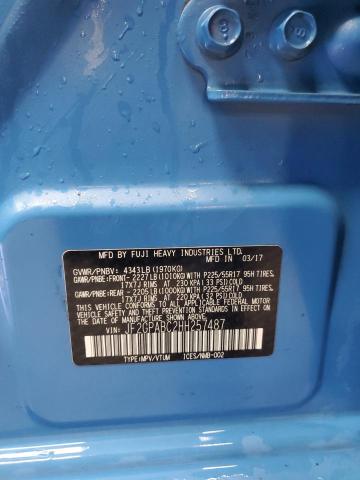 MFD BY FUJI HEAVY INDUSTRIES LTD.
GVWR/PNBV: 4343LB(1970KG) 03/17
GAWR/PNBE:FRONT- 2227LB(1010KG)WITH P225/55R17 95H TIRES.
17X7J RIMS AT 230 KPA(33 PSI)COLD
GAWR/PNBE:REAR - 2205LB(1000KG)WITH P225/55R17 95H TIRES.
17X7J RIMS AT 220 KPA(32 PSI)COLD
THIS VEHICLE CONFORMS TO ALL APPLICABLE FEDERAL
MOTOR VEHICLE SAFETY, BUMPER, AND THEFT PREVENTION
STANDARDS IN EFFECT ON THE DATE OF MANUFACTURE
SHOWN ABOVE.
JF2GPABC2HH257487
TYPE:MPV/VTUM ICES/NMB-002